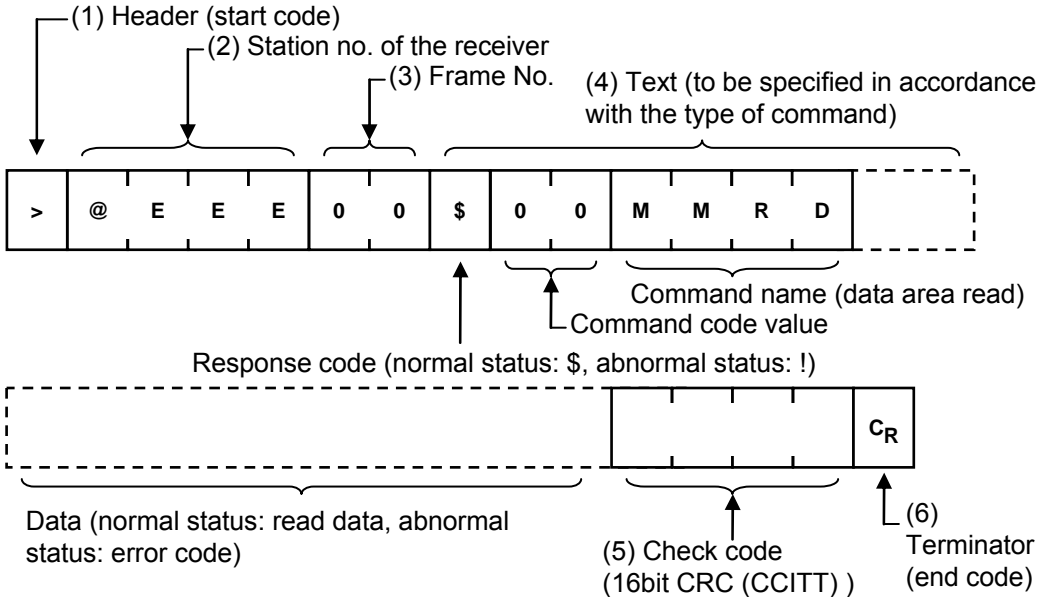 (1) Header (start code)
(2) Station no. of the receiver
(3) Frame No.
(4) Text (to be specified in accordance
with the type of command)
> @ E E E 0 0 $ 0 0 M M R D
Command name (data area read)
Command code value
Response code (normal status: $, abnormal status: !)
CR
Data (normal status: read data, abnormal
status: error code)
(5) Check code
(16bit CRC (CCITT) )
(6)
Terminator
(end code)